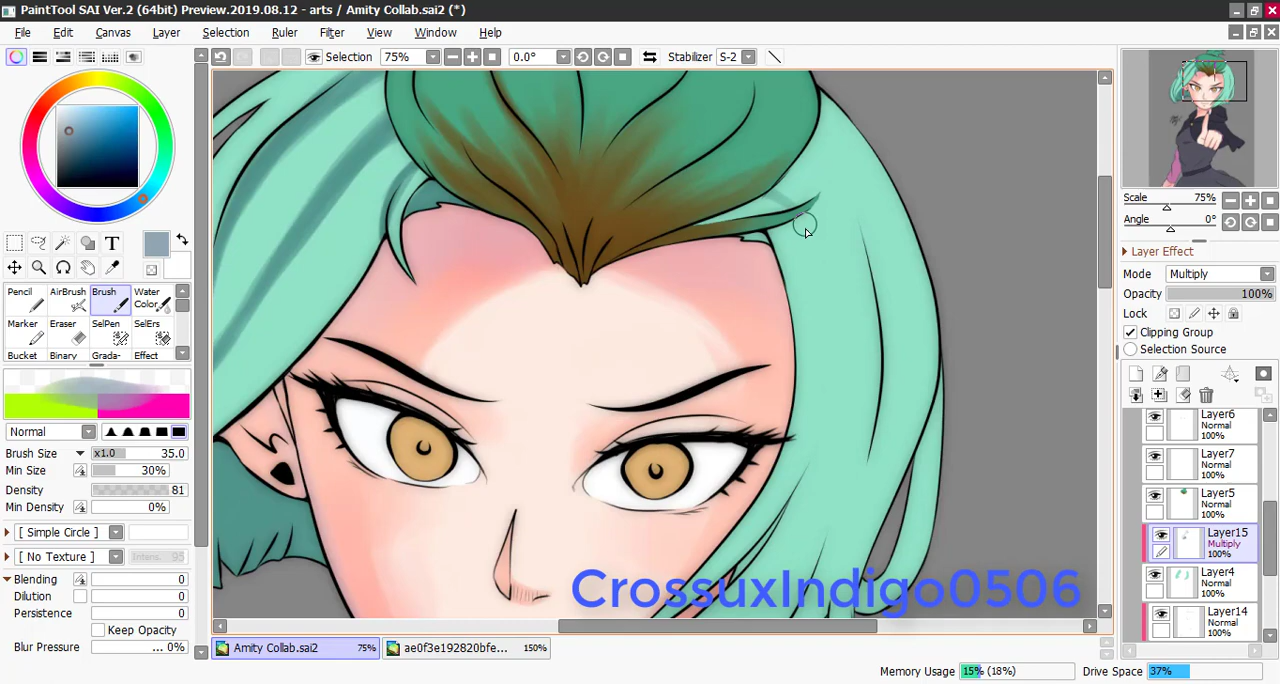 PaintTool SAI Ver.2 (64bit) Preview.2019.08.12 - arts / Amity Collab.sai2 (*)
File Edit Canvas Layer Selection Ruler Filter View Window Help
Selection 75% 0.0° Stabilizer S-2
T
Pencil AirBrush Brush Water Color
Marker Eraser SelPen SelErs
Bucket Binary Grada- Effect
Normal
Brush Size x1.0 35.0
Min Size 30%
Density 81
Min Density 0%
[ Simple Circle ]
[ No Texture ] Intens. 95
Blending 0
Dilution 0
Persistence 0
Keep Opacity
Blur Pressure ... 0%
Scale 75%
Angle 0°
Layer Effect
Mode Multiply
Opacity 100%
Lock
Clipping Group
Selection Source
Layer6
Normal
100%
Layer7
Normal
100%
Layer5
Normal
100%
Layer15
Multiply
100%
Layer4
Normal
100%
Layer14
Normal
100%
CrossuxIndigo0506
Amity Collab.sai2 75% ae0f3e192820bfe... 150%
Memory Usage 15% (18%) Drive Space 37%